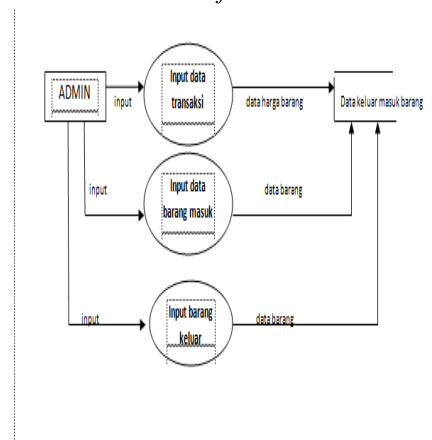 Input data
transaksi
ADMIN
input
data harga barang
Data keluar masuk barang
Input data
barang masuk
input
data barang
Input barang
keluar
input
data barang